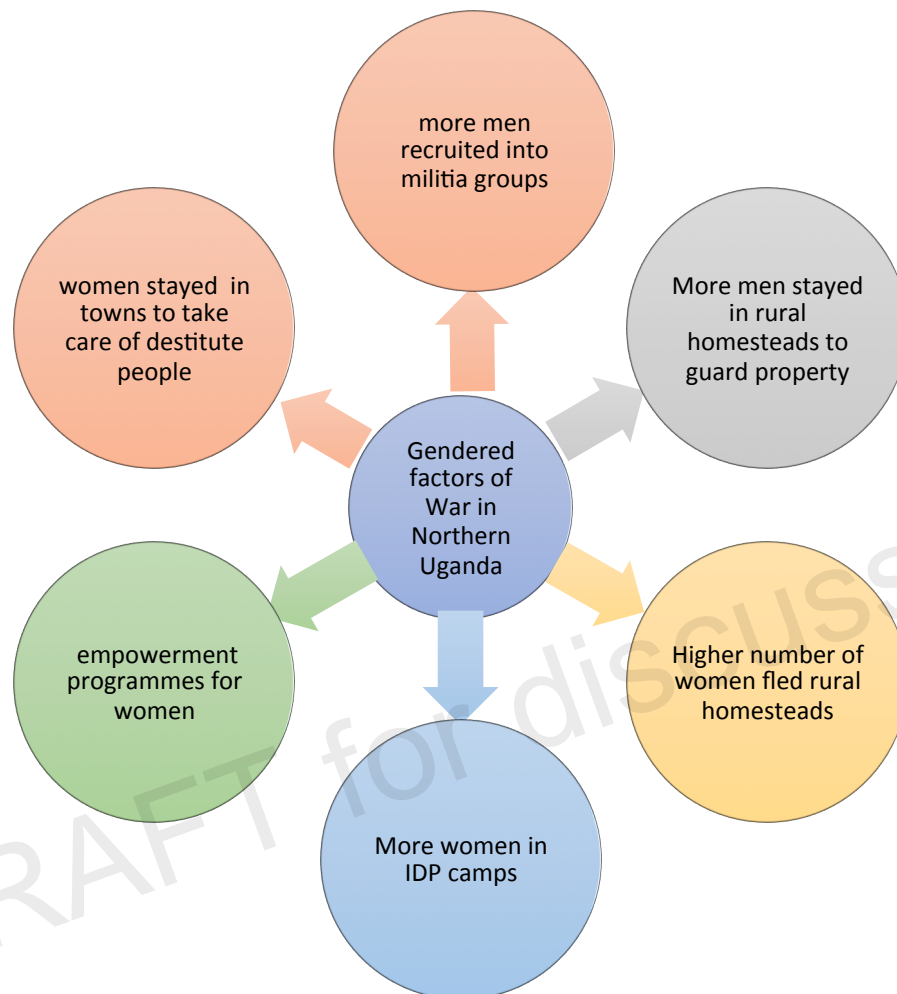 more men
recruited into
militia groups
women stayed in
towns to take
care of destitute
people
More men stayed
in rural
homesteads to
guard property
Gendered
factors of
War in
Northern
Uganda
empowerment
programmes for
women
Higher number of
women fled rural
homesteads
More women in
IDP camps
RAFT for discuss